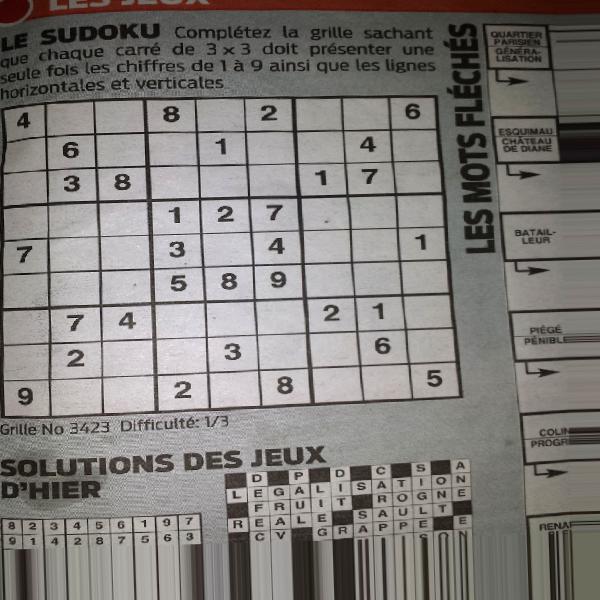 LES JEUX
LE SUDOKU Complétez la grille sachant
que chaque carré de 3 x 3 doit présenter une
seule fois les chiffres de 1 à 9 ainsi que les lignes
horizontales et verticales
4 8 2 6
6 1 4
3 8 1 7
1 2 7
7 3 4 1
5 8 9
7 4 2 1
2 3 6
9 2 8 5
Grille No 3423 Difficulté: 1/3
SOLUTIONS DES JEUX
D'HIER
8 2 3 4 5 6 1 9 7
9 1 4 2 8 7 5 6 3
D P D C S A
L E G A L I S A T I O N
F R U I T R O G N E
R E A L E S A U L T
C V G R A P P E
LES MOTS FLÉCHÉS
QUARTIER
PARISIEN
GÉNÉRA-
LISATION
ESQUIMAU
CHÂTEAU
DE DIANE
BATAIL-
LEUR
PIÉGÉ
PÉNIBLE
COLIN
PROGR
RENA